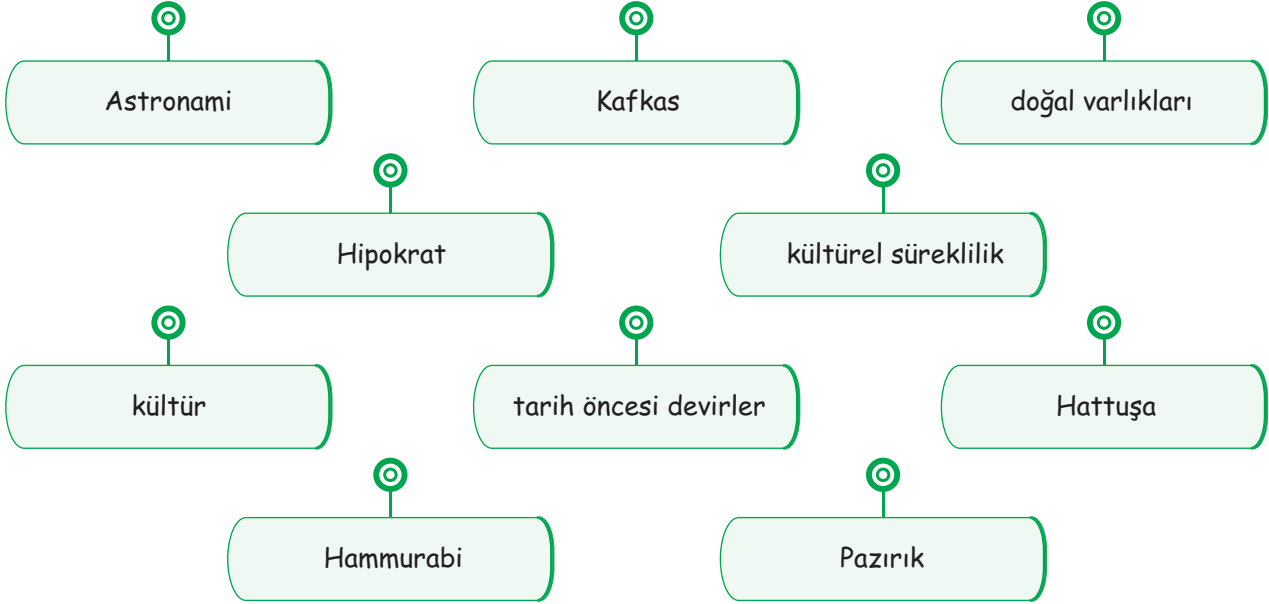 Astronami
Kafkas
doğal varlıkları
Hipokrat
kültürel süreklilik
kültür
tarih öncesi devirler
Hattuşa
Hammurabi
Pazırık